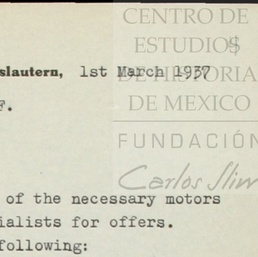 CENTRO DE
ESTUDIO$
slautern, 1st March 1937
DE HISTORIA
F.
DE MEXICO
FUNDACIÓN
Carlos Slim
of the necessary motors
ialists for offers.
following: